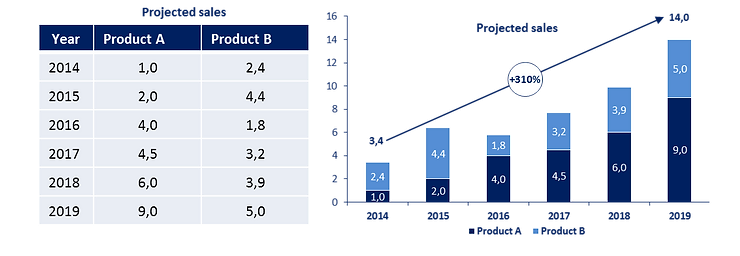 Projected sales
Year Product A Product B
2014 1,0 2,4
2015 2,0 4,4
2016 4,0 1,8
2017 4,5 3,2
2018 6,0 3,9
2019 9,0 5,0
Projected sales
16
14
12
10
8
6
4
2
0
3,4
+310%
14,0
2,4 4,4 1,8 3,2 3,9 5,0
1,0 2,0 4,0 4,5 6,0 9,0
2014 2015 2016 2017 2018 2019
Product A Product B